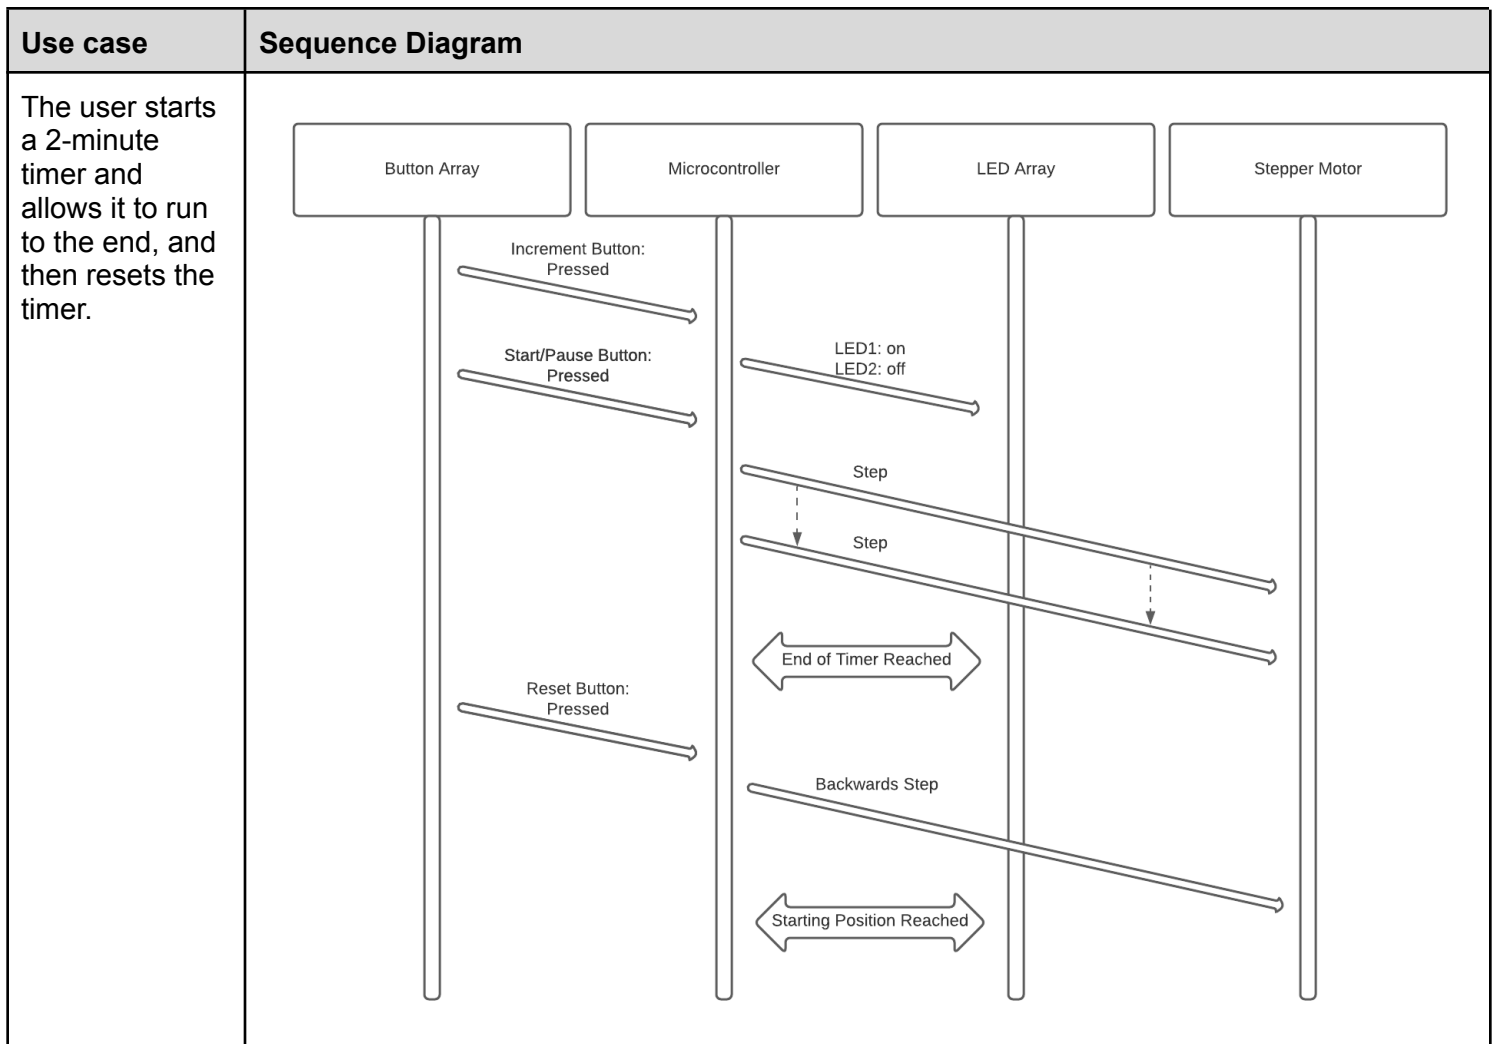 Use case
Sequence Diagram
The user starts
a 2-minute
timer and
allows it to run
to the end, and
then resets the
timer.
Button Array
Microcontroller
LED Array
Stepper Motor
Increment Button:
Pressed
LED1: on
LED2: off
Start/Pause Button:
Pressed
Step
Step
End of Timer Reached
Reset Button:
Pressed
Backwards Step
Starting Position Reached